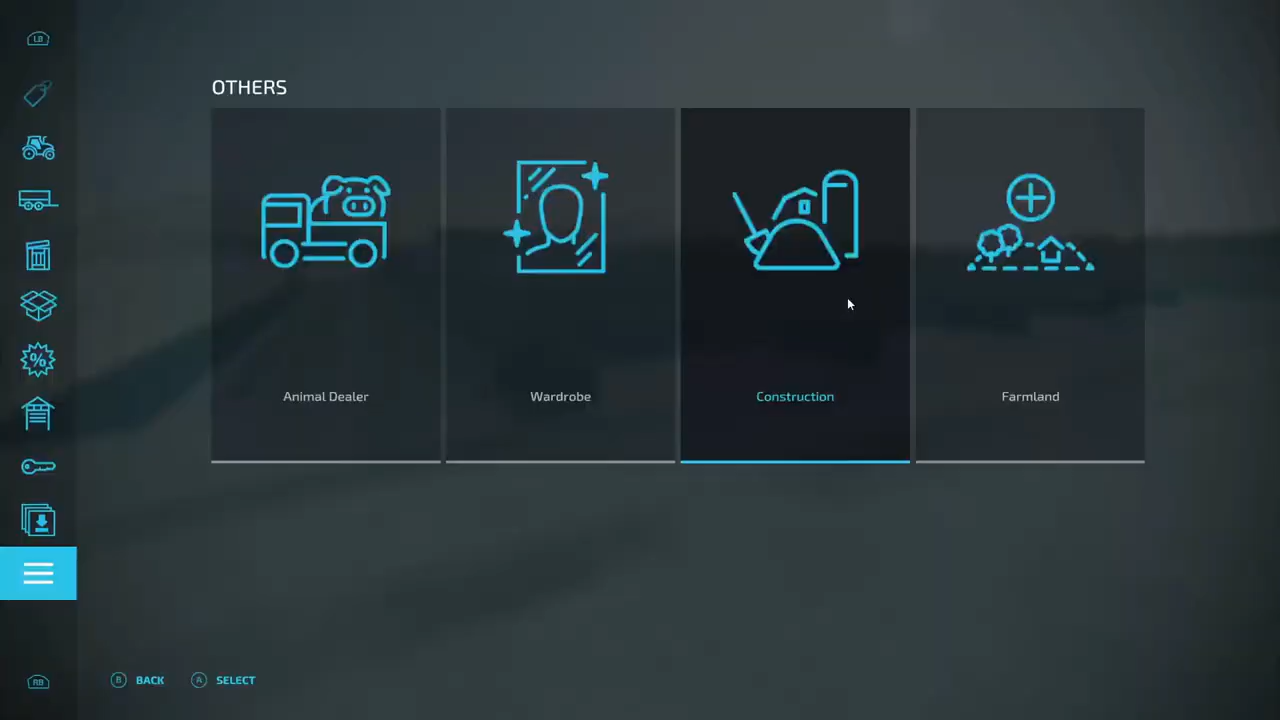 LB
OTHERS
%
Animal Dealer
Wardrobe
Construction
Farmland
RB
B BACK
A SELECT